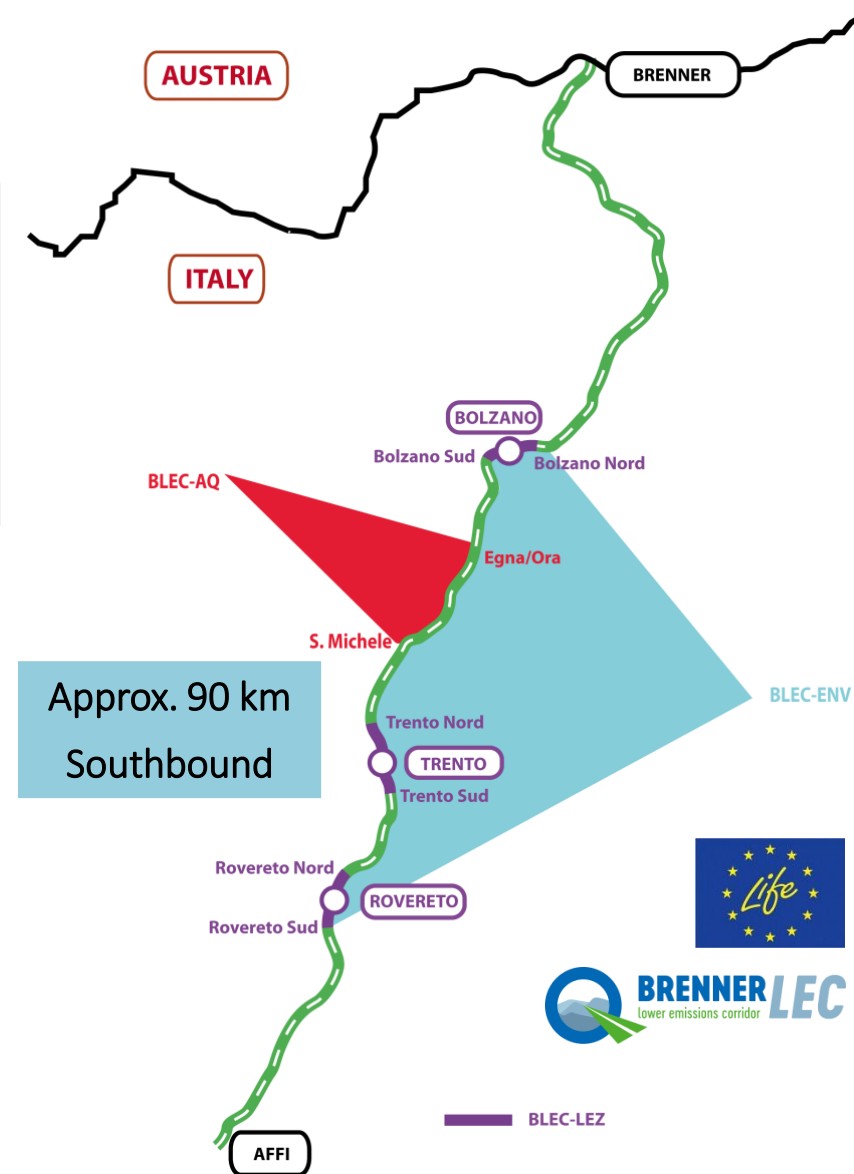 AUSTRIA
BRENNER
ITALY
BOLZANO
Bolzano Sud
Bolzano Nord
BLEC-AQ
Egna/Ora
S. Michele
Approx. 90 km
Southbound
BLEC-ENV
Trento Nord
TRENTO
Trento Sud
Rovereto Nord
ROVERETO
Rovereto Sud
Life
BRENNER LEC
lower emissions corridor
BLEC-LEZ
AFFI